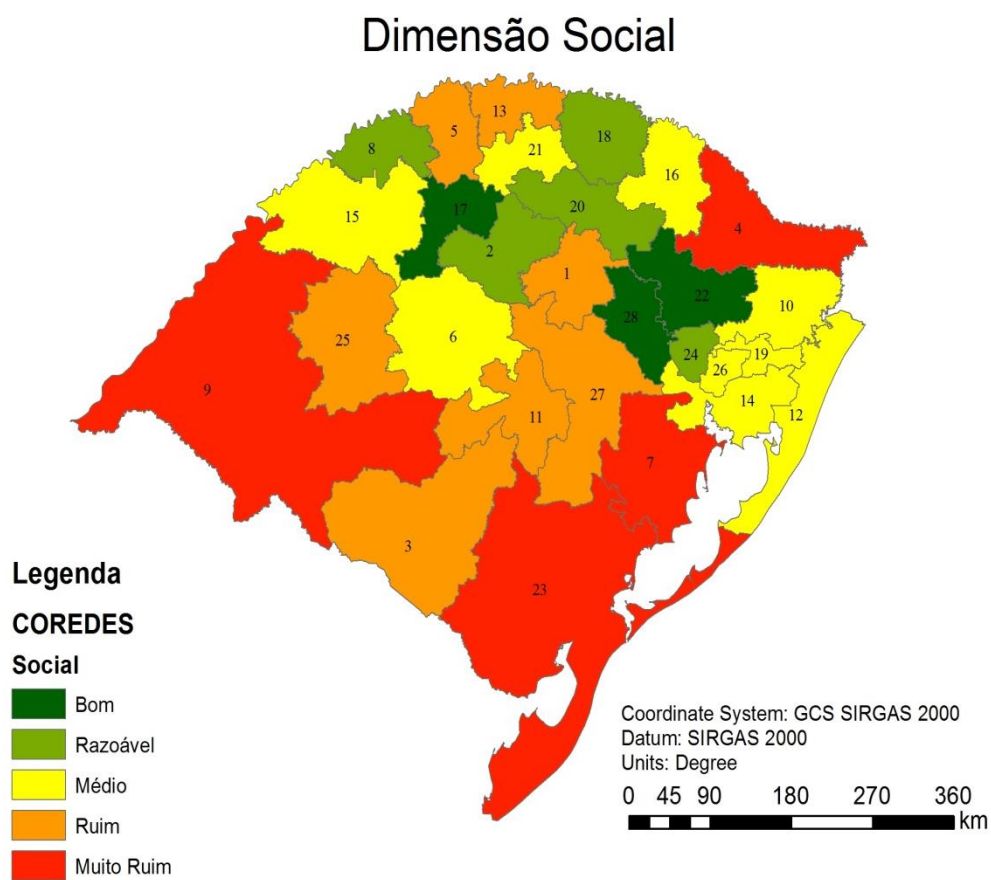 Dimensão Social
13
5
18
8
21
16
17
15
20
4
2
1
22
10
28
25
6
24
19
26
9
27
14
12
11
7
3
23
Legenda
COREDES
Social
Bom
Razoável
Médio
Ruim
Muito Ruim
Coordinate System: GCS SIRGAS 2000
Datum: SIRGAS 2000
Units: Degree
0 45 90 180 270 360
km